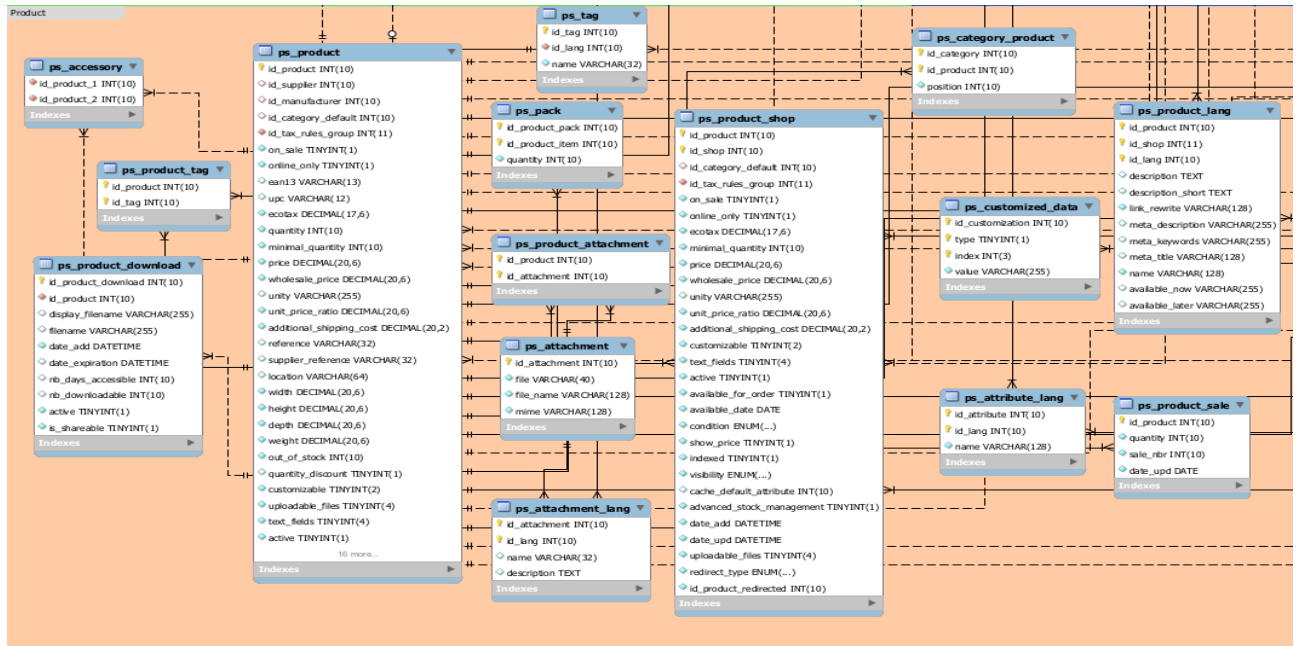 Product
ps_accessory
id_product_1 INT(10)
id_product_2 INT(10)
Indexes
ps_product_tag
id_product INT(10)
id_tag INT(10)
Indexes
ps_product_download
id_product_download INT(10)
id_product INT(10)
display_filename VARCHAR(255)
filename VARCHAR(255)
date_add DATETIME
date_expiration DATETIME
nb_days_accessible INT(10)
nb_downloadable INT(10)
active TINYINT(1)
is_shareable TINYINT(1)
Indexes
ps_product
id_product INT(10)
id_supplier INT(10)
id_manufacturer INT(10)
id_category_default INT(10)
id_tax_rules_group INT(11)
on_sale TINYINT(1)
online_only TINYINT(1)
ean13 VARCHAR(13)
upc VARCHAR(12)
ecotax DECIMAL(17,6)
quantity INT(10)
minimal_quantity INT(10)
price DECIMAL(20,6)
wholesale_price DECIMAL(20,6)
unity VARCHAR(255)
unit_price_ratio DECIMAL(20,6)
additional_shipping_cost DECIMAL(20,2)
reference VARCHAR(32)
supplier_reference VARCHAR(32)
location VARCHAR(64)
width DECIMAL(20,6)
height DECIMAL(20,6)
depth DECIMAL(20,6)
weight DECIMAL(20,6)
out_of_stock INT(10)
quantity_discount TINYINT(1)
customizable TINYINT(2)
uploadable_files TINYINT(4)
text_fields TINYINT(4)
active TINYINT(1)
16 more...
Indexes
ps_tag
id_tag INT(10)
id_lang INT(10)
name VARCHAR(32)
Indexes
ps_pack
id_product_pack INT(10)
id_product_item INT(10)
quantity INT(10)
Indexes
ps_product_attachment
id_product INT(10)
id_attachment INT(10)
Indexes
ps_attachment
id_attachment INT(10)
file VARCHAR(40)
file_name VARCHAR(128)
mime VARCHAR(128)
Indexes
ps_attachment_lang
id_attachment INT(10)
id_lang INT(10)
name VARCHAR(32)
description TEXT
Indexes
ps_product_shop
id_product INT(10)
id_shop INT(10)
id_category_default INT(10)
id_tax_rules_group INT(11)
on_sale TINYINT(1)
online_only TINYINT(1)
ecotax DECIMAL(17,6)
minimal_quantity INT(10)
price DECIMAL(20,6)
wholesale_price DECIMAL(20,6)
unity VARCHAR(255)
unit_price_ratio DECIMAL(20,6)
additional_shipping_cost DECIMAL(20,2)
customizable TINYINT(2)
text_fields TINYINT(4)
active TINYINT(1)
available_for_order TINYINT(1)
available_date DATE
condition ENUM(...)
show_price TINYINT(1)
indexed TINYINT(1)
visibility ENUM(...)
cache_default_attribute INT(10)
advanced_stock_management TINYINT(1)
date_add DATETIME
date_upd DATETIME
uploadable_files TINYINT(4)
redirect_type ENUM(...)
id_product_redirected INT(10)
Indexes
ps_category_product
id_category INT(10)
id_product INT(10)
position INT(10)
Indexes
ps_customized_data
id_customization INT(10)
type TINYINT(1)
index INT(3)
value VARCHAR(255)
Indexes
ps_attribute_lang
id_attribute INT(10)
id_lang INT(10)
name VARCHAR(128)
Indexes
ps_product_lang
id_product INT(10)
id_shop INT(11)
id_lang INT(10)
description TEXT
description_short TEXT
link_rewrite VARCHAR(128)
meta_description VARCHAR(255)
meta_keywords VARCHAR(255)
meta_title VARCHAR(128)
name VARCHAR(128)
available_now VARCHAR(255)
available_later VARCHAR(255)
Indexes
ps_product_sale
id_product INT(10)
quantity INT(10)
sale_nbr INT(10)
date_upd DATE
Indexes